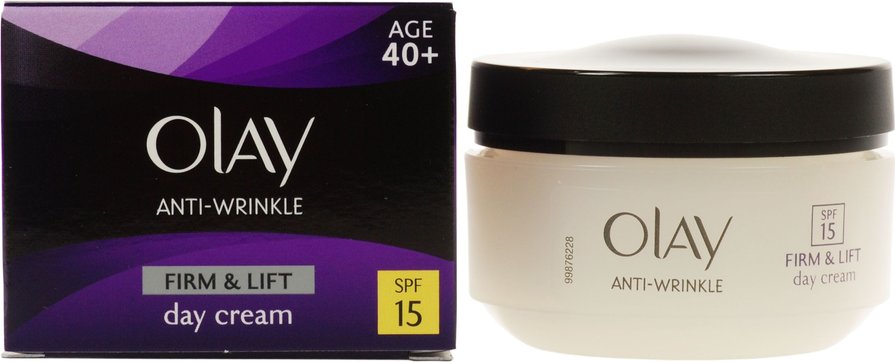 AGE
40+
OLAY
ANTI-WRINKLE
FIRM & LIFT
day cream
SPF
15
OLAY
ANTI-WRINKLE
99876228
SPF
15
FIRM & LIFT
day cream